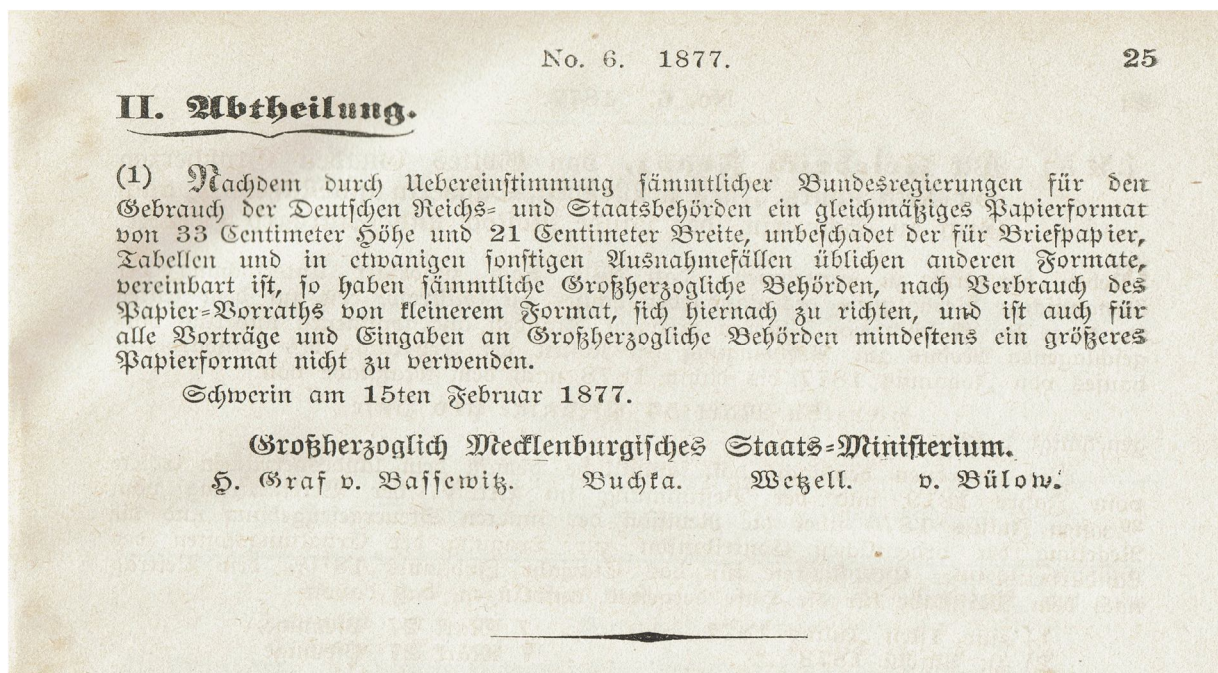 No. 6. 1877. 25
II. Abtheilung.
(1) Nachdem durch Uebereinstimmung sämmtlicher Bundesregierungen für den
Gebrauch der Deutschen Reichs- und Staatsbehörden ein gleichmäßiges Papierformat
von 33 Centimeter Höhe und 21 Centimeter Breite, unbeschadet der für Briefpapier,
Tabellen und in etwanigen sonstigen Ausnahmefällen üblichen anderen Formate,
vereinbart ist, so haben sämmtliche Großherzogliche Behörden, nach Verbrauch des
Papier-Vorraths von kleinerem Format, sich hiernach zu richten, und ist auch für
alle Vorträge und Eingaben an Großherzogliche Behörden mindestens ein größeres
Papierformat nicht zu verwenden.
Schwerin am 15ten Februar 1877.
Großherzoglich Mecklenburgisches Staats-Ministerium.
H. Graf v. Bassewitz. Buchka. Wetzell. v. Bülow.